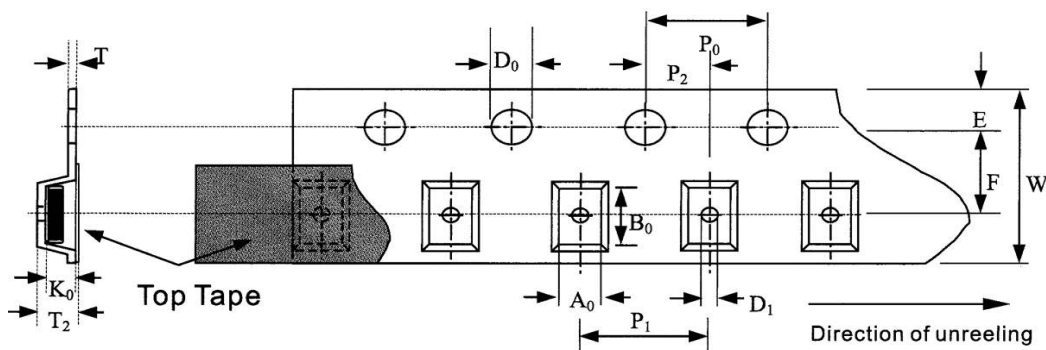 T
D₀
P₀
P₂
E
F
W
B₀
K₀
T₂
Top Tape
A₀
D₁
P₁
Direction of unreeling